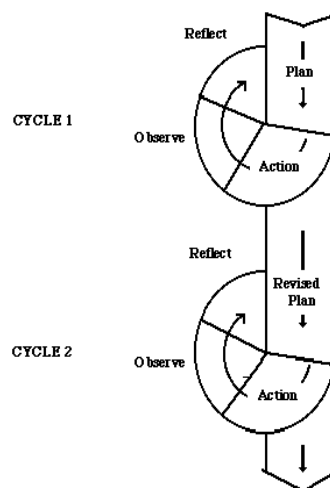 Reflect
Plan
CYCLE 1
Observe
Action
Reflect
Revised
Plan
CYCLE 2
Observe
Action